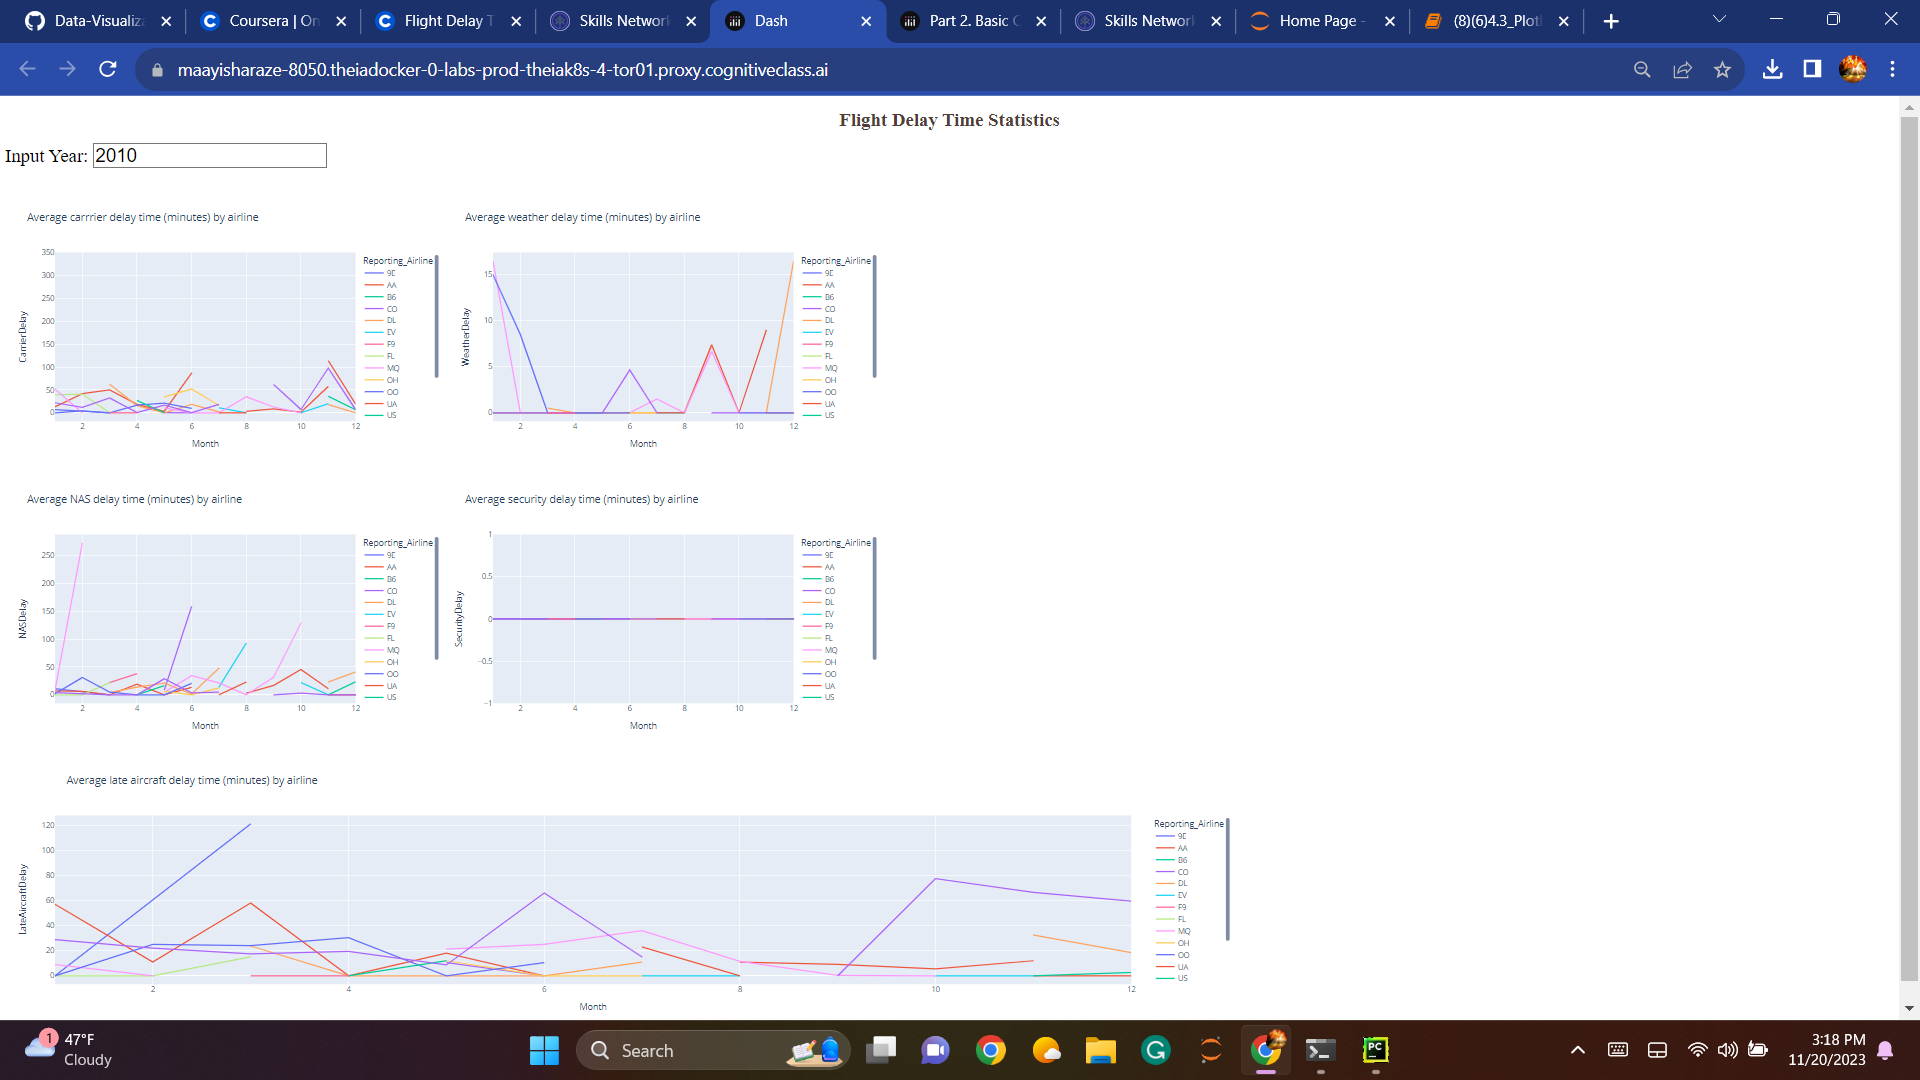 Data-Visualiza
Coursera | On
Flight Delay T
Skills Network
Dash
Part 2. Basic C
Skills Network
Home Page -
(8)(6)4.3_Plotl
maayisharaze-8050.theiadocker-0-labs-prod-theiak8s-4-tor01.proxy.cognitiveclass.ai
Flight Delay Time Statistics
Input Year: 2010
Average carrrier delay time (minutes) by airline
CarrierDelay
350
300
250
200
150
100
50
0
2 4 6 8 10 12
Month
Reporting_Airline
9E
AA
B6
CO
DL
EV
F9
FL
MQ
OH
OO
UA
US
Average weather delay time (minutes) by airline
WeatherDelay
15
10
5
0
2 4 6 8 10 12
Month
Reporting_Airline
9E
AA
B6
CO
DL
EV
F9
FL
MQ
OH
OO
UA
US
Average NAS delay time (minutes) by airline
NASDelay
250
200
150
100
50
0
2 4 6 8 10 12
Month
Reporting_Airline
9E
AA
B6
CO
DL
EV
F9
FL
MQ
OH
OO
UA
US
Average security delay time (minutes) by airline
SecurityDelay
1
0.5
0
−0.5
−1
2 4 6 8 10 12
Month
Reporting_Airline
9E
AA
B6
CO
DL
EV
F9
FL
MQ
OH
OO
UA
US
Average late aircraft delay time (minutes) by airline
LateAircraftDelay
120
100
80
60
40
20
0
2 4 6 8 10 12
Month
Reporting_Airline
9E
AA
B6
CO
DL
EV
F9
FL
MQ
OH
OO
UA
US
1
47°F
Cloudy
Search
PC
3:18 PM
11/20/2023